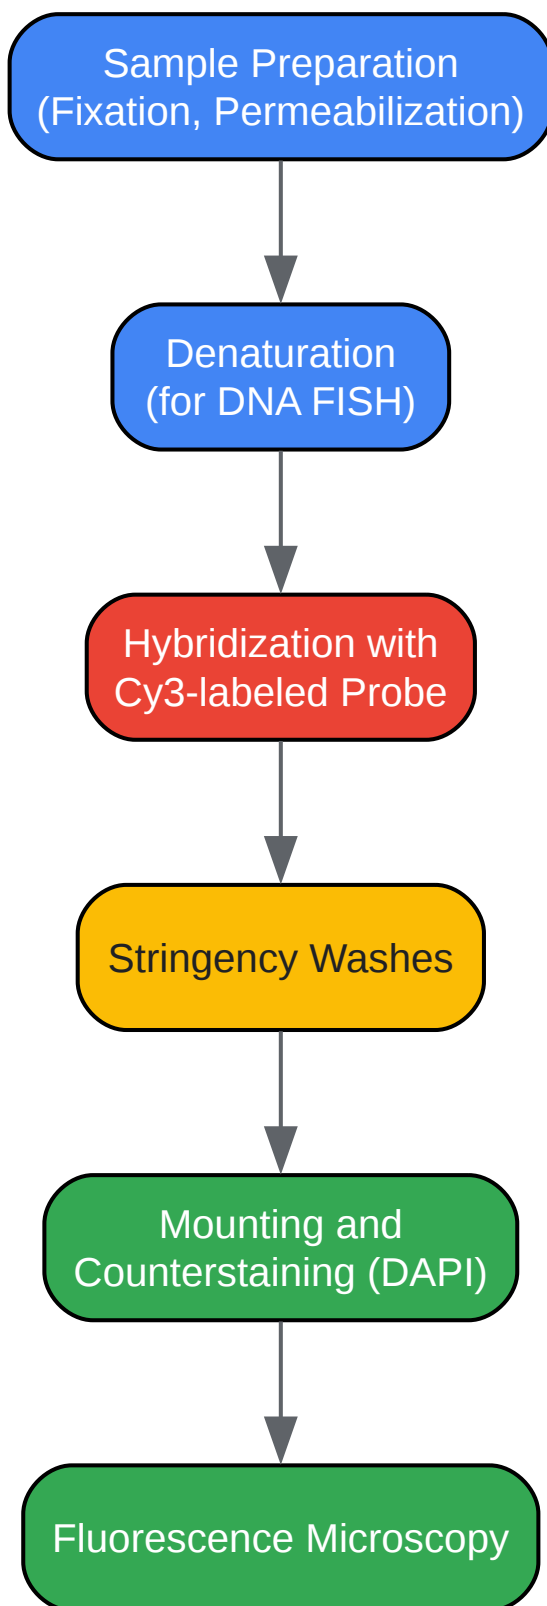 Sample Preparation
(Fixation, Permeabilization)
Denaturation
(for DNA FISH)
Hybridization with
Cy3-labeled Probe
Stringency Washes
Mounting and
Counterstaining (DAPI)
Fluorescence Microscopy